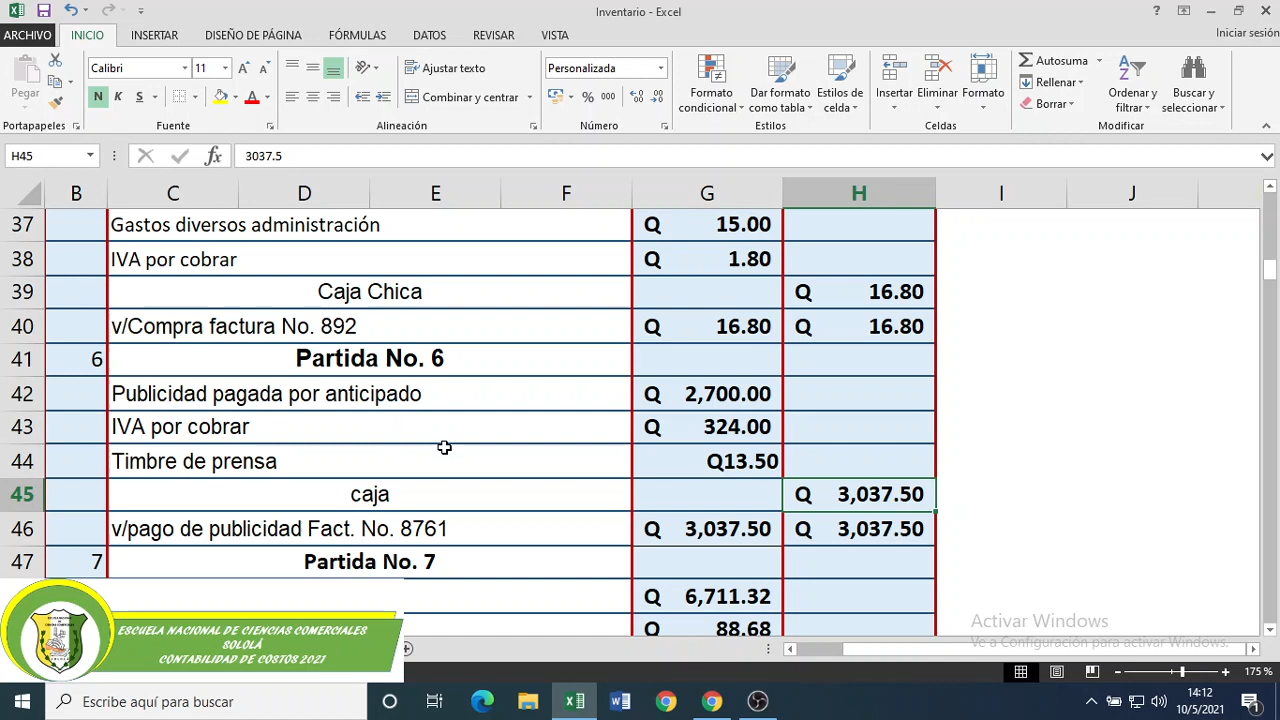 Inventario - Excel
ARCHIVO INICIO INSERTAR DISEÑO DE PÁGINA FÓRMULAS DATOS REVISAR VISTA Iniciar sesión
Pegar
Calibri 11
N K S
Ajustar texto
Combinar y centrar
Personalizada
% 000
Formato condicional
Dar formato como tabla
Estilos de celda
Insertar Eliminar Formato
Autosuma
Rellenar
Borrar
Ordenar y filtrar
Buscar y seleccionar
Portapapeles Fuente Alineación Número Estilos Celdas Modificar
H45 fx 3037.5
B C D E F G H I J
37 Gastos diversos administración Q 15.00
38 IVA por cobrar Q 1.80
39 Caja Chica Q 16.80
40 v/Compra factura No. 892 Q 16.80 Q 16.80
41 6 Partida No. 6
42 Publicidad pagada por anticipado Q 2,700.00
43 IVA por cobrar Q 324.00
44 Timbre de prensa Q13.50
45 caja Q 3,037.50
46 v/pago de publicidad Fact. No. 8761 Q 3,037.50 Q 3,037.50
47 7 Partida No. 7
Q 6,711.32
Q 88.68
Activar Windows
Ve a Configuración para activar Windows.
ESCUELA NACIONAL DE CIENCIAS COMERCIALES
SOLOLÁ
CONTABILIDAD DE COSTOS 2021
175 %
Escribe aquí para buscar
14:12
10/5/2021
1